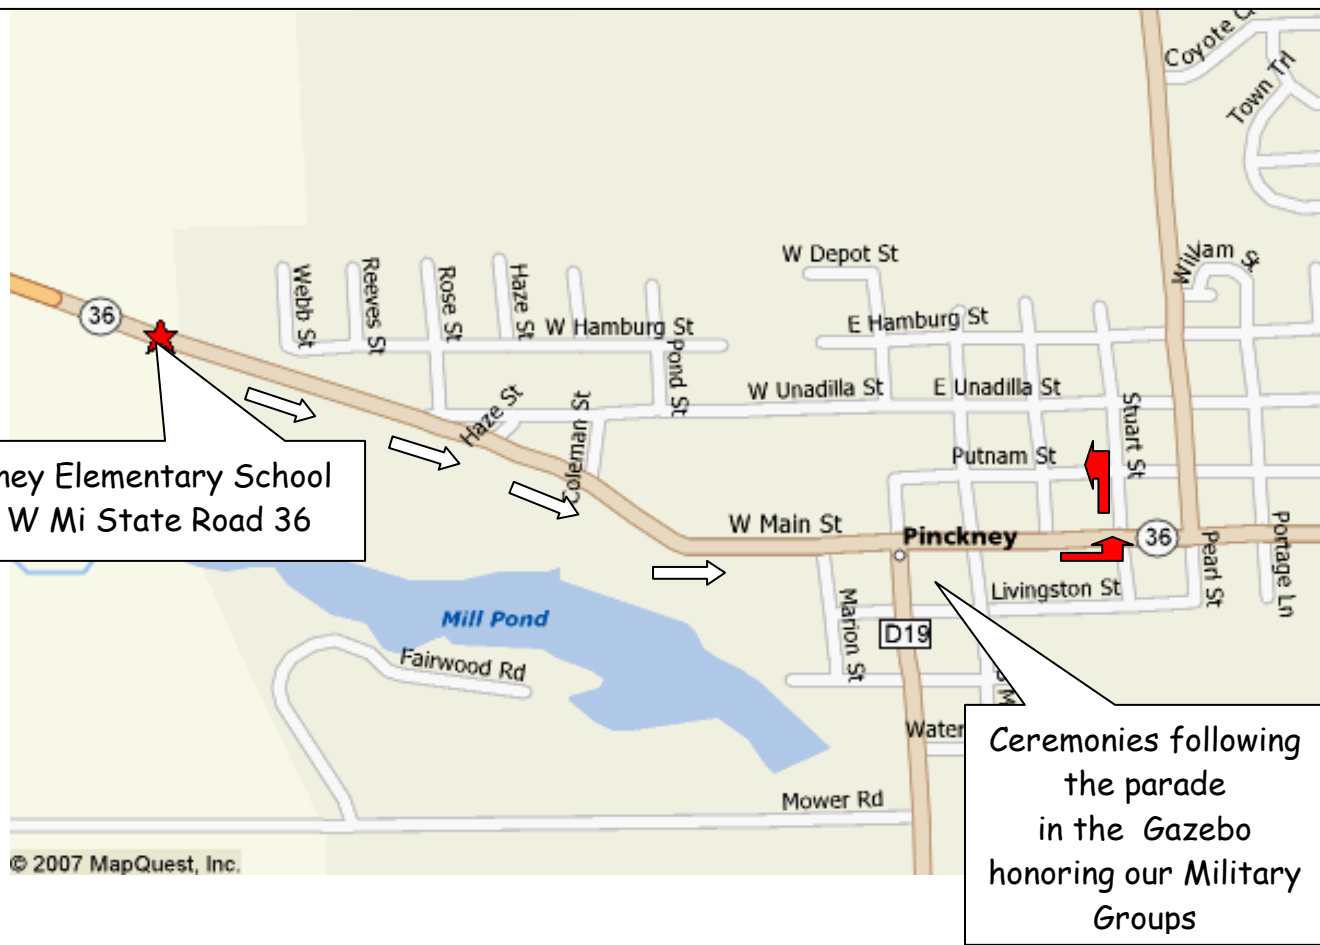 Coyote
Town Trl
William St
W Depot St
Webb St
Reeves St
Rose St
Haze St
W Hamburg St
E Hamburg St
36
Pond St
W Unadilla St
E Unadilla St
Haze St
Coleman St
Stuart St
Putnam St
ney Elementary School
W Mi State Road 36
W Main St
Pinckney
36
Pearl St
Portage Ln
Livingston St
Marion St
D19
Mill Pond
Fairwood Rd
Water
Mower Rd
Ceremonies following
the parade
in the Gazebo
honoring our Military
Groups
© 2007 MapQuest, Inc.